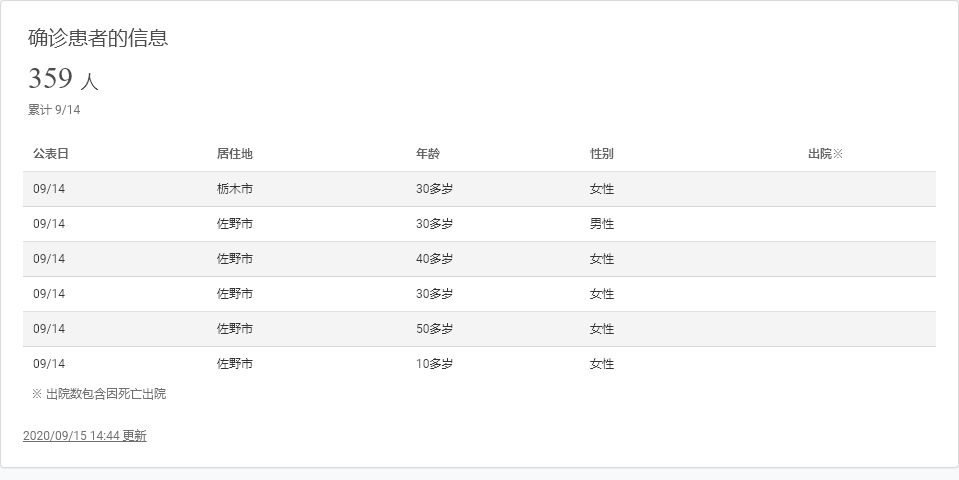 确诊患者的信息
359 人
累计 9/14
公表日 居住地 年龄 性别 出院※
09/14 栃木市 30多岁 女性
09/14 佐野市 30多岁 男性
09/14 佐野市 40多岁 女性
09/14 佐野市 30多岁 女性
09/14 佐野市 50多岁 女性
09/14 佐野市 10多岁 女性
※ 出院数包含因死亡出院
2020/09/15 14:44 更新